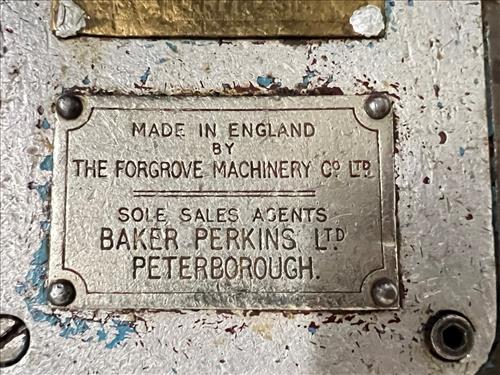 MADE IN ENGLAND
BY
THE FORGROVE MACHINERY CO LTD.
SOLE SALES AGENTS
BAKER PERKINS LTD
PETERBOROUGH.